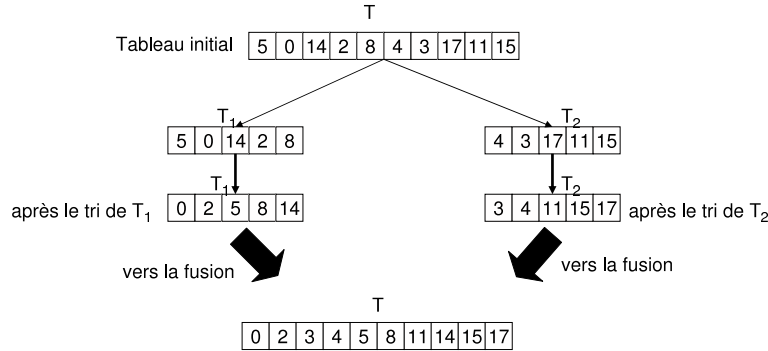 T
Tableau initial 5 0 14 2 8 4 3 17 11 15
T1 T2
5 0 14 2 8 4 3 17 11 15
T1 T2
après le tri de T1 0 2 5 8 14 3 4 11 15 17 après le tri de T2
vers la fusion vers la fusion
T
0 2 3 4 5 8 11 14 15 17